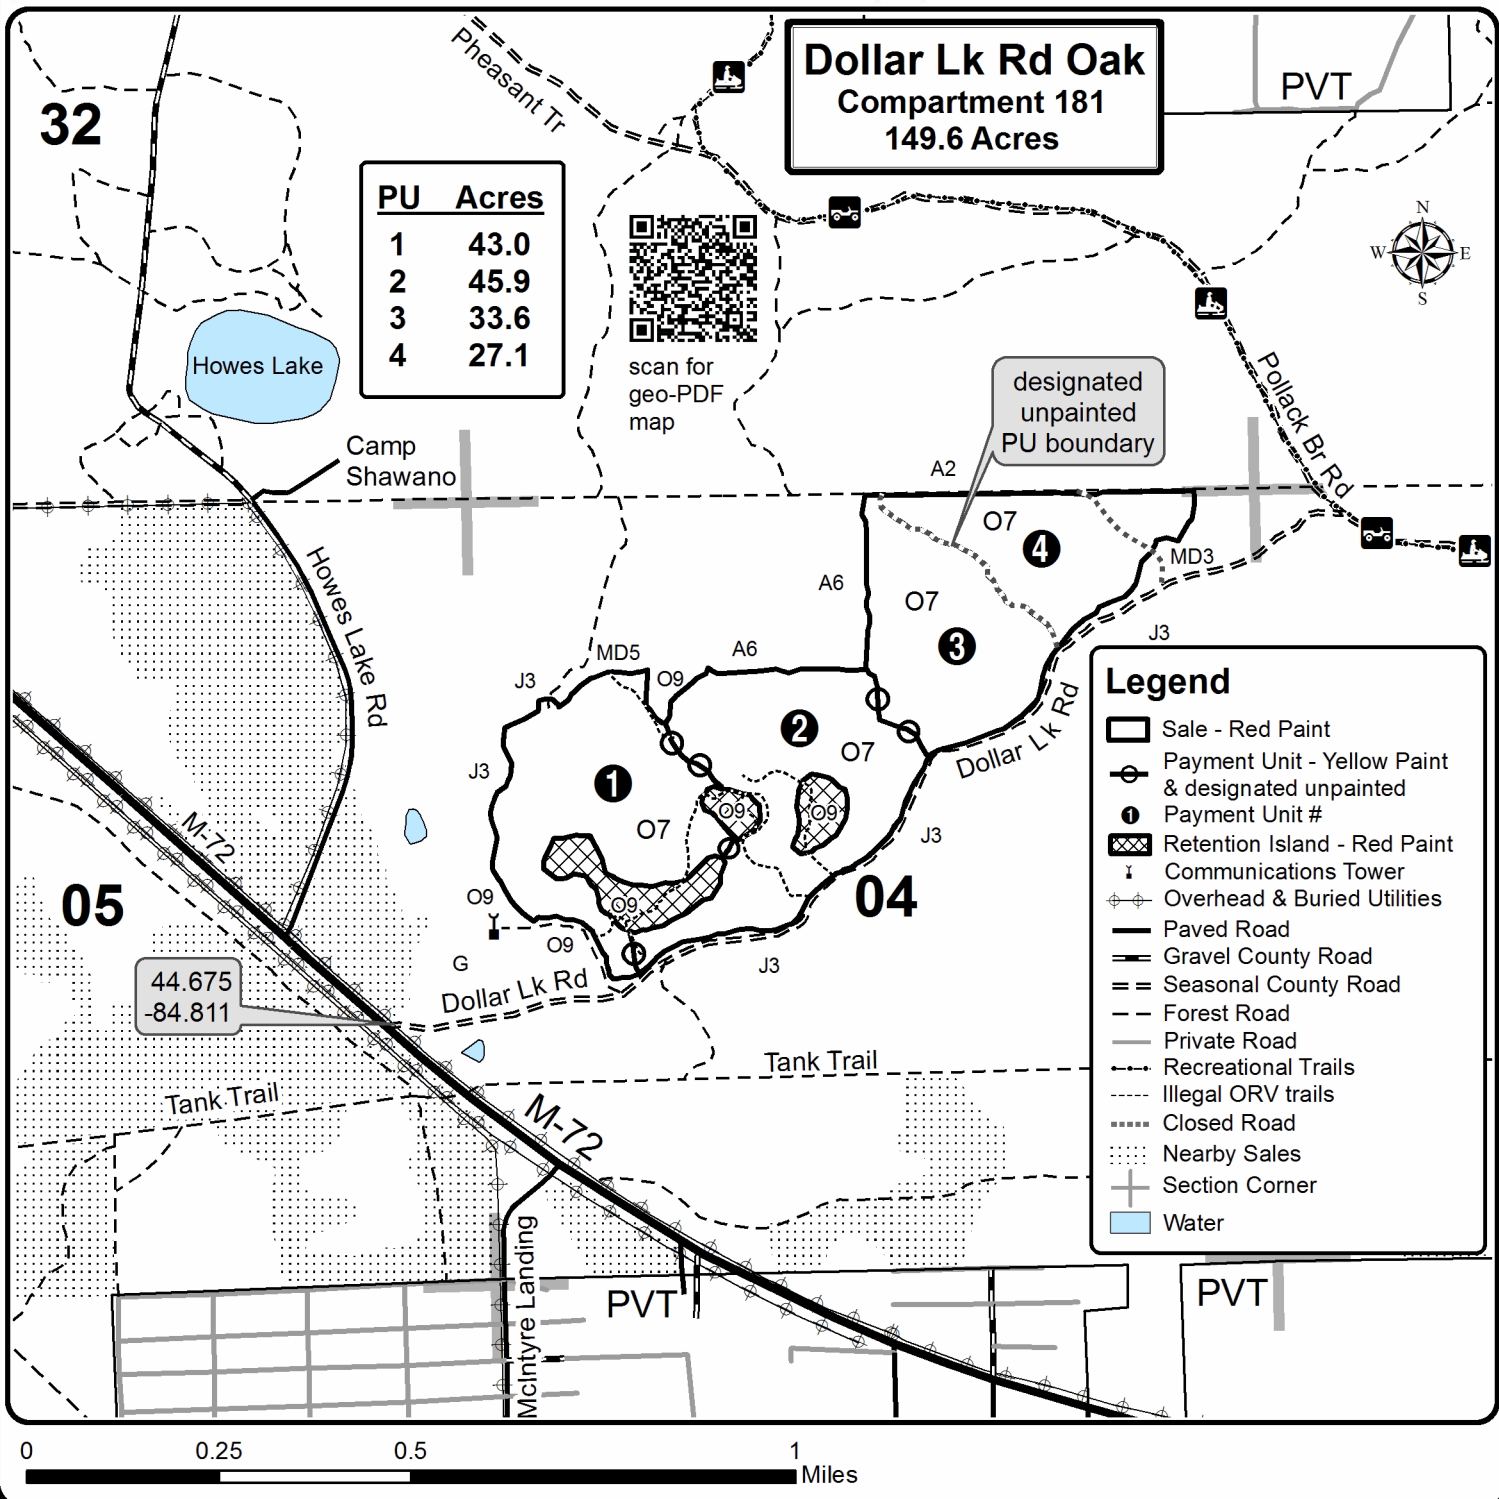 Pheasant Tr
Dollar Lk Rd Oak
Compartment 181
149.6 Acres
PVT
32
PU Acres
1 43.0
2 45.9
3 33.6
4 27.1
N
W E
S
scan for
geo-PDF
map
Howes Lake
Camp
Shawano
designated
unpainted
PU boundary
Pollack Br Rd
A2
O7
4
MD3
A6
O7
3
J3
Howes Lake Rd
MD5
A6
J3
O9
2
O7
Dollar Lk Rd
J3
1
O9
O9
O7
J3
M-72
05
O9
O9
04
O9
G
J3
Dollar Lk Rd
44.675
-84.811
Tank Trail
Tank Trail
M-72
McIntyre Landing
PVT
PVT
Legend
Sale - Red Paint
Payment Unit - Yellow Paint
& designated unpainted
1 Payment Unit #
Retention Island - Red Paint
Communications Tower
Overhead & Buried Utilities
Paved Road
Gravel County Road
Seasonal County Road
Forest Road
Private Road
Recreational Trails
Illegal ORV trails
Closed Road
Nearby Sales
Section Corner
Water
0 0.25 0.5 1
Miles